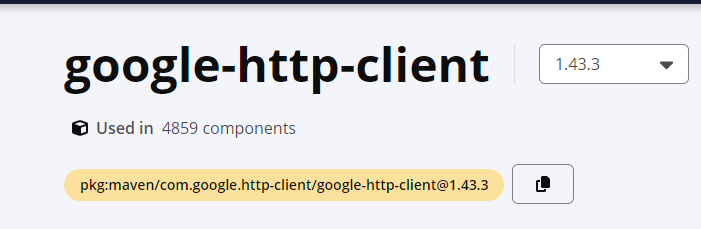 google-http-client
1.43.3
Used in 4859 components
pkg:maven/com.google.http-client/google-http-client@1.43.3